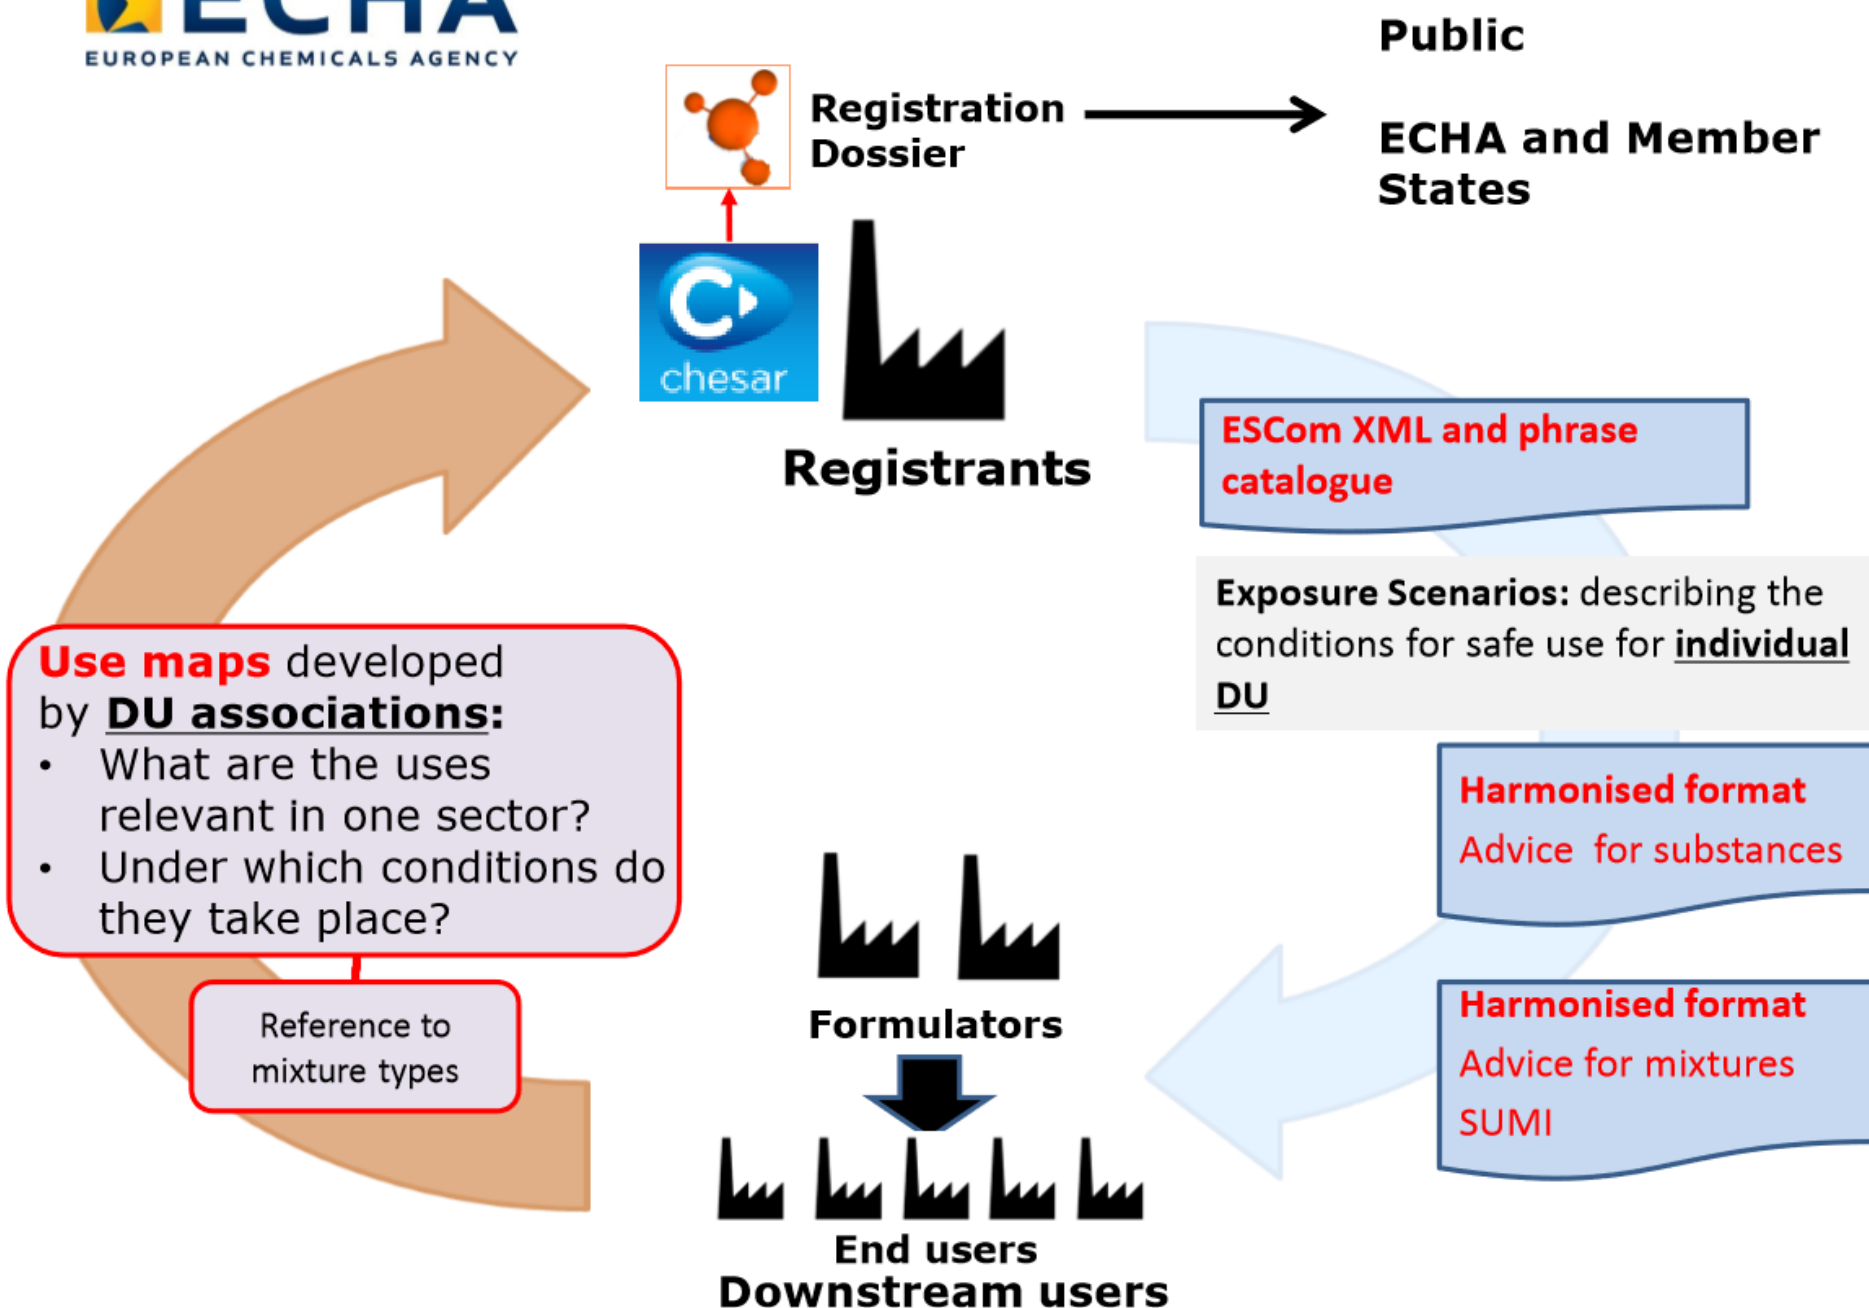 ECHA
EUROPEAN CHEMICALS AGENCY
Public
Registration
Dossier
ECHA and Member
States
chesar
Registrants
ESCom XML and phrase
catalogue
Exposure Scenarios: describing the
conditions for safe use for individual
DU
Use maps developed
by DU associations:
• What are the uses
relevant in one sector?
• Under which conditions do
they take place?
Reference to
mixture types
Harmonised format
Advice for substances
Harmonised format
Advice for mixtures
SUMI
Formulators
End users
Downstream users